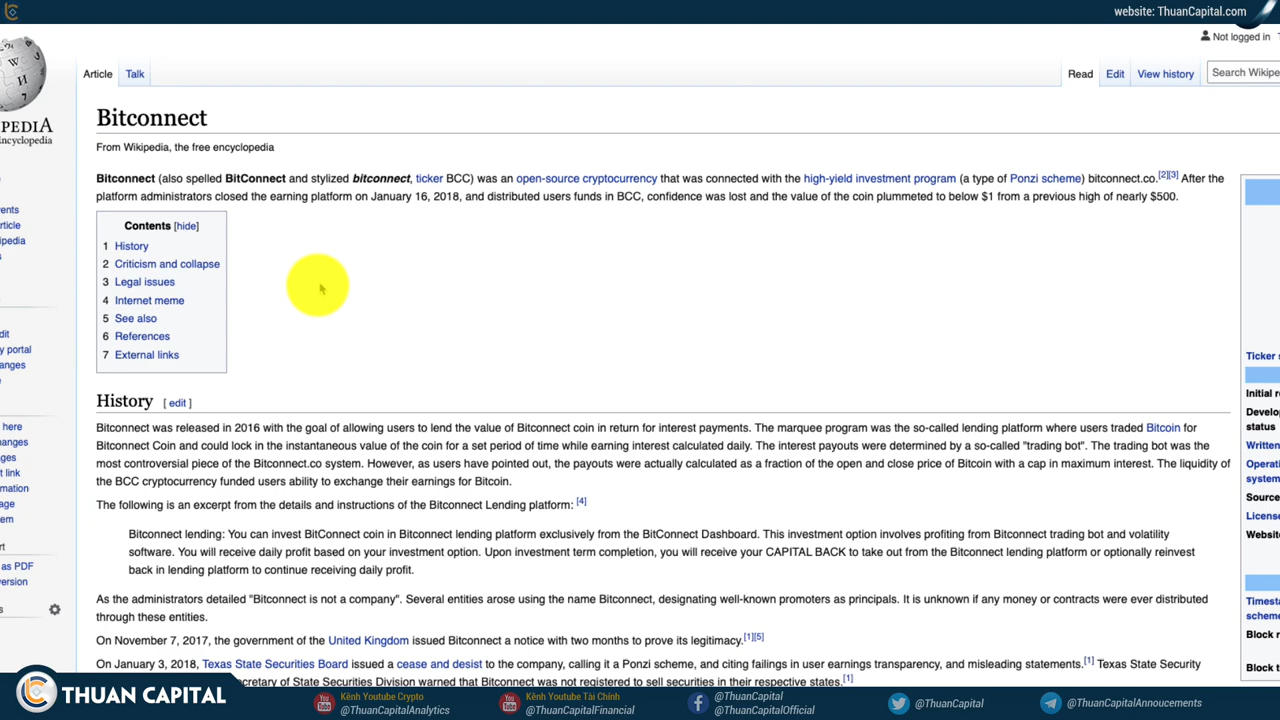 website: ThuanCapital.com
Not logged in
Article Talk
Read Edit View history
Search Wikipe
Bitconnect
From Wikipedia, the free encyclopedia
Bitconnect (also spelled BitConnect and stylized bitconnect, ticker BCC) was an open-source cryptocurrency that was connected with the high-yield investment program (a type of Ponzi scheme) bitconnect.co.[2][3] After the
platform administrators closed the earning platform on January 16, 2018, and distributed users funds in BCC, confidence was lost and the value of the coin plummeted to below $1 from a previous high of nearly $500.
Contents [hide]
1 History
2 Criticism and collapse
3 Legal issues
4 Internet meme
5 See also
6 References
7 External links
History [ edit ]
Bitconnect was released in 2016 with the goal of allowing users to lend the value of Bitconnect coin in return for interest payments. The marquee program was the so-called lending platform where users traded Bitcoin for
Bitconnect Coin and could lock in the instantaneous value of the coin for a set period of time while earning interest calculated daily. The interest payouts were determined by a so-called "trading bot". The trading bot was the
most controversial piece of the Bitconnect.co system. However, as users have pointed out, the payouts were actually calculated as a fraction of the open and close price of Bitcoin with a cap in maximum interest. The liquidity of
the BCC cryptocurrency funded users ability to exchange their earnings for Bitcoin.
The following is an excerpt from the details and instructions of the Bitconnect Lending platform: [4]
Bitconnect lending: You can invest BitConnect coin in Bitconnect lending platform exclusively from the BitConnect Dashboard. This investment option involves profiting from Bitconnect trading bot and volatility
software. You will receive daily profit based on your investment option. Upon investment term completion, you will receive your CAPITAL BACK to take out from the Bitconnect lending platform or optionally reinvest
back in lending platform to continue receiving daily profit.
As the administrators detailed "Bitconnect is not a company". Several entities arose using the name Bitconnect, designating well-known promoters as principals. It is unknown if any money or contracts were ever distributed
through these entities.
On November 7, 2017, the government of the United Kingdom issued Bitconnect a notice with two months to prove its legitimacy.[1][5]
On January 3, 2018, Texas State Securities Board issued a cease and desist to the company, calling it a Ponzi scheme, and citing failings in user earnings transparency, and misleading statements.[1] Texas State Security
cretary of State Securities Division warned that Bitconnect was not registered to sell securities in their respective states.[1]
PEDIA
ncyclopedia
ents
rticle
ipedia
s
dit
y portal
anges
here
hanges
ges
t link
mation
age
em
rt
as PDF
version
s
Ticker s
Initial r
Develop
status
Written
Operati
system
Source
License
Websit
Timest
scheme
Block r
Block t
THUAN CAPITAL
Kênh Youtube Crypto
@ThuanCapitalAnalytics
Kênh Youtube Tài Chính
@ThuanCapitalFinancial
@ThuanCapital
@ThuanCapitalOfficial
@ThuanCapital
@ThuanCapitalAnnoucements